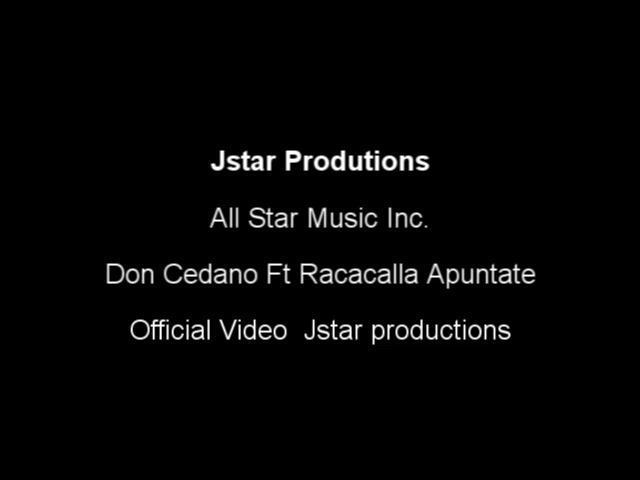 Jstar Produtions
All Star Music Inc.
Don Cedano Ft Racacalla Apuntate
Official Video  Jstar productions